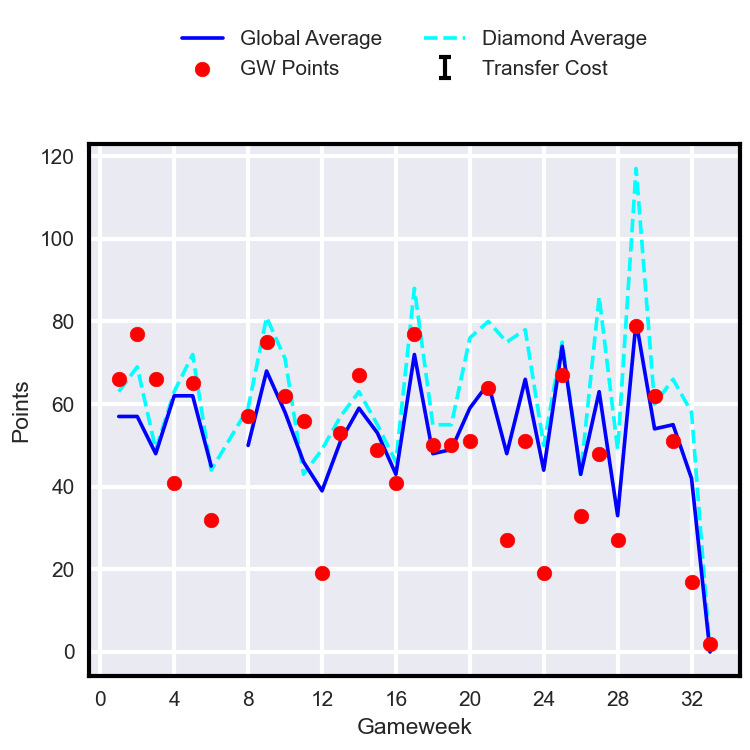 Global Average
Diamond Average
GW Points
Transfer Cost
120
100
80
60
40
20
0
Points
0 4 8 12 16 20 24 28 32
Gameweek